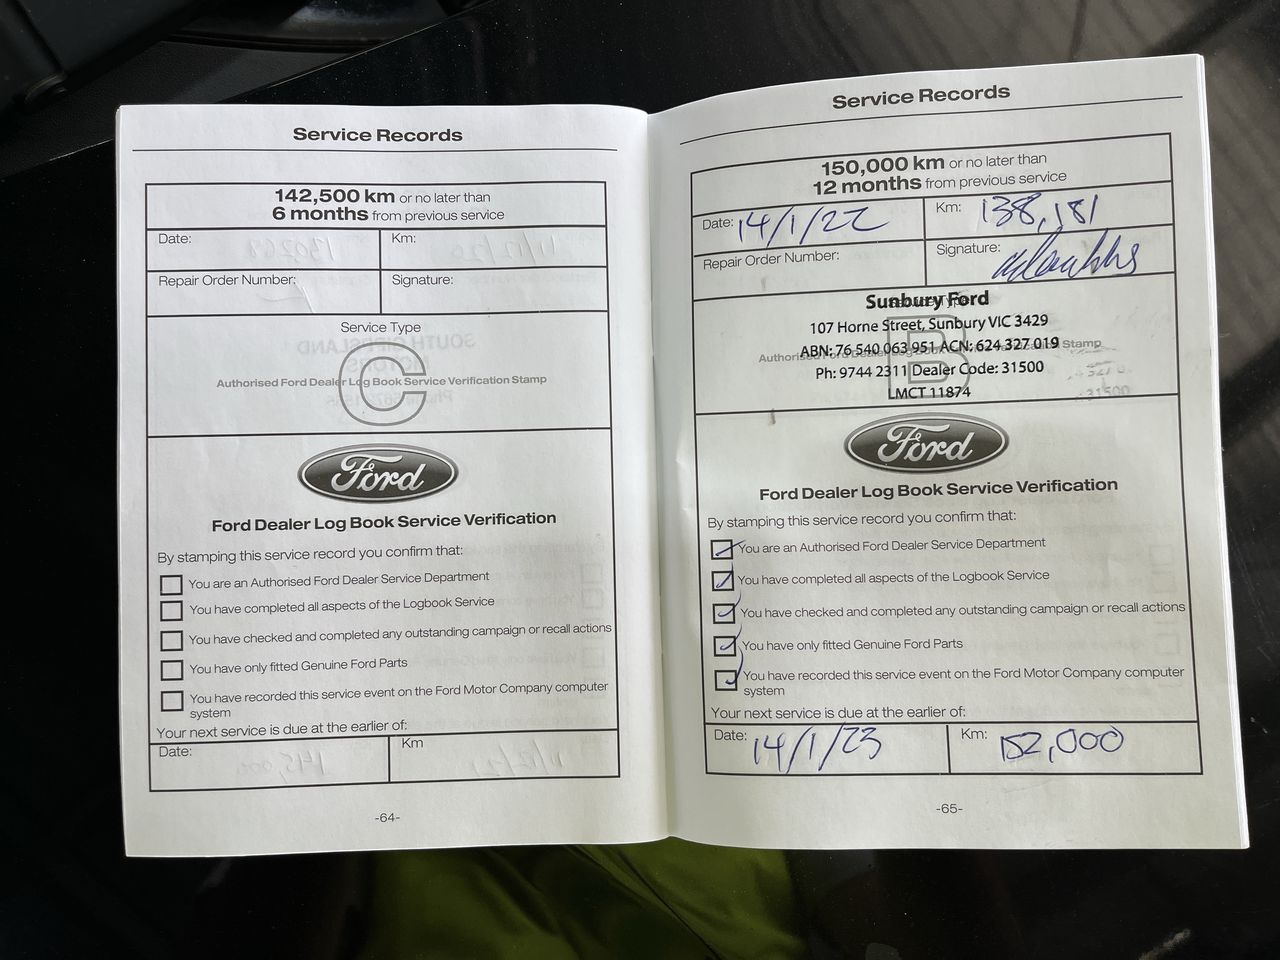 Service Records
142,500 km or no later than
6 months from previous service
Date:
Km:
Repair Order Number:
Signature:
Service Type
C
Authorised Ford Dealer Log Book Service Verification Stamp
Ford
Ford Dealer Log Book Service Verification
By stamping this service record you confirm that:
You are an Authorised Ford Dealer Service Department
You have completed all aspects of the Logbook Service
You have checked and completed any outstanding campaign or recall actions
You have only fitted Genuine Ford Parts
You have recorded this service event on the Ford Motor Company computer
system
Your next service is due at the earlier of:
Date:
Km
-64-
Service Records
150,000 km or no later than
12 months from previous service
Date: 14/1/22
Km: 138,181
Repair Order Number:
Signature:
Sunbury Ford
107 Horne Street, Sunbury VIC 3429
ABN: 76 540 063 951 ACN: 624 327 019
Ph: 9744 2311 Dealer Code: 31500
LMCT 11874
B
Ford
Ford Dealer Log Book Service Verification
By stamping this service record you confirm that:
You are an Authorised Ford Dealer Service Department
You have completed all aspects of the Logbook Service
You have checked and completed any outstanding campaign or recall actions
You have only fitted Genuine Ford Parts
You have recorded this service event on the Ford Motor Company computer
system
Your next service is due at the earlier of:
Date: 14/1/23
Km: 152,000
-65-